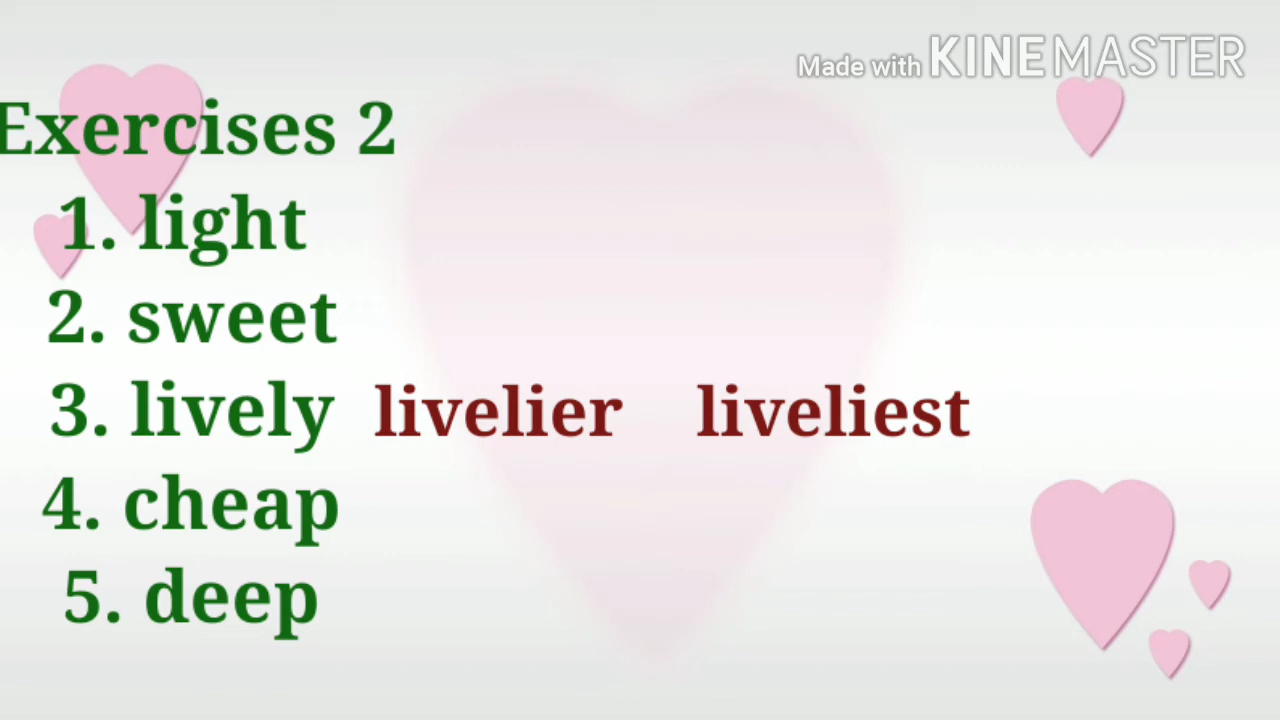 Made with KINEMASTER
Exercises 2
1. light
2. sweet
3. lively livelier liveliest
4. cheap
5. deep